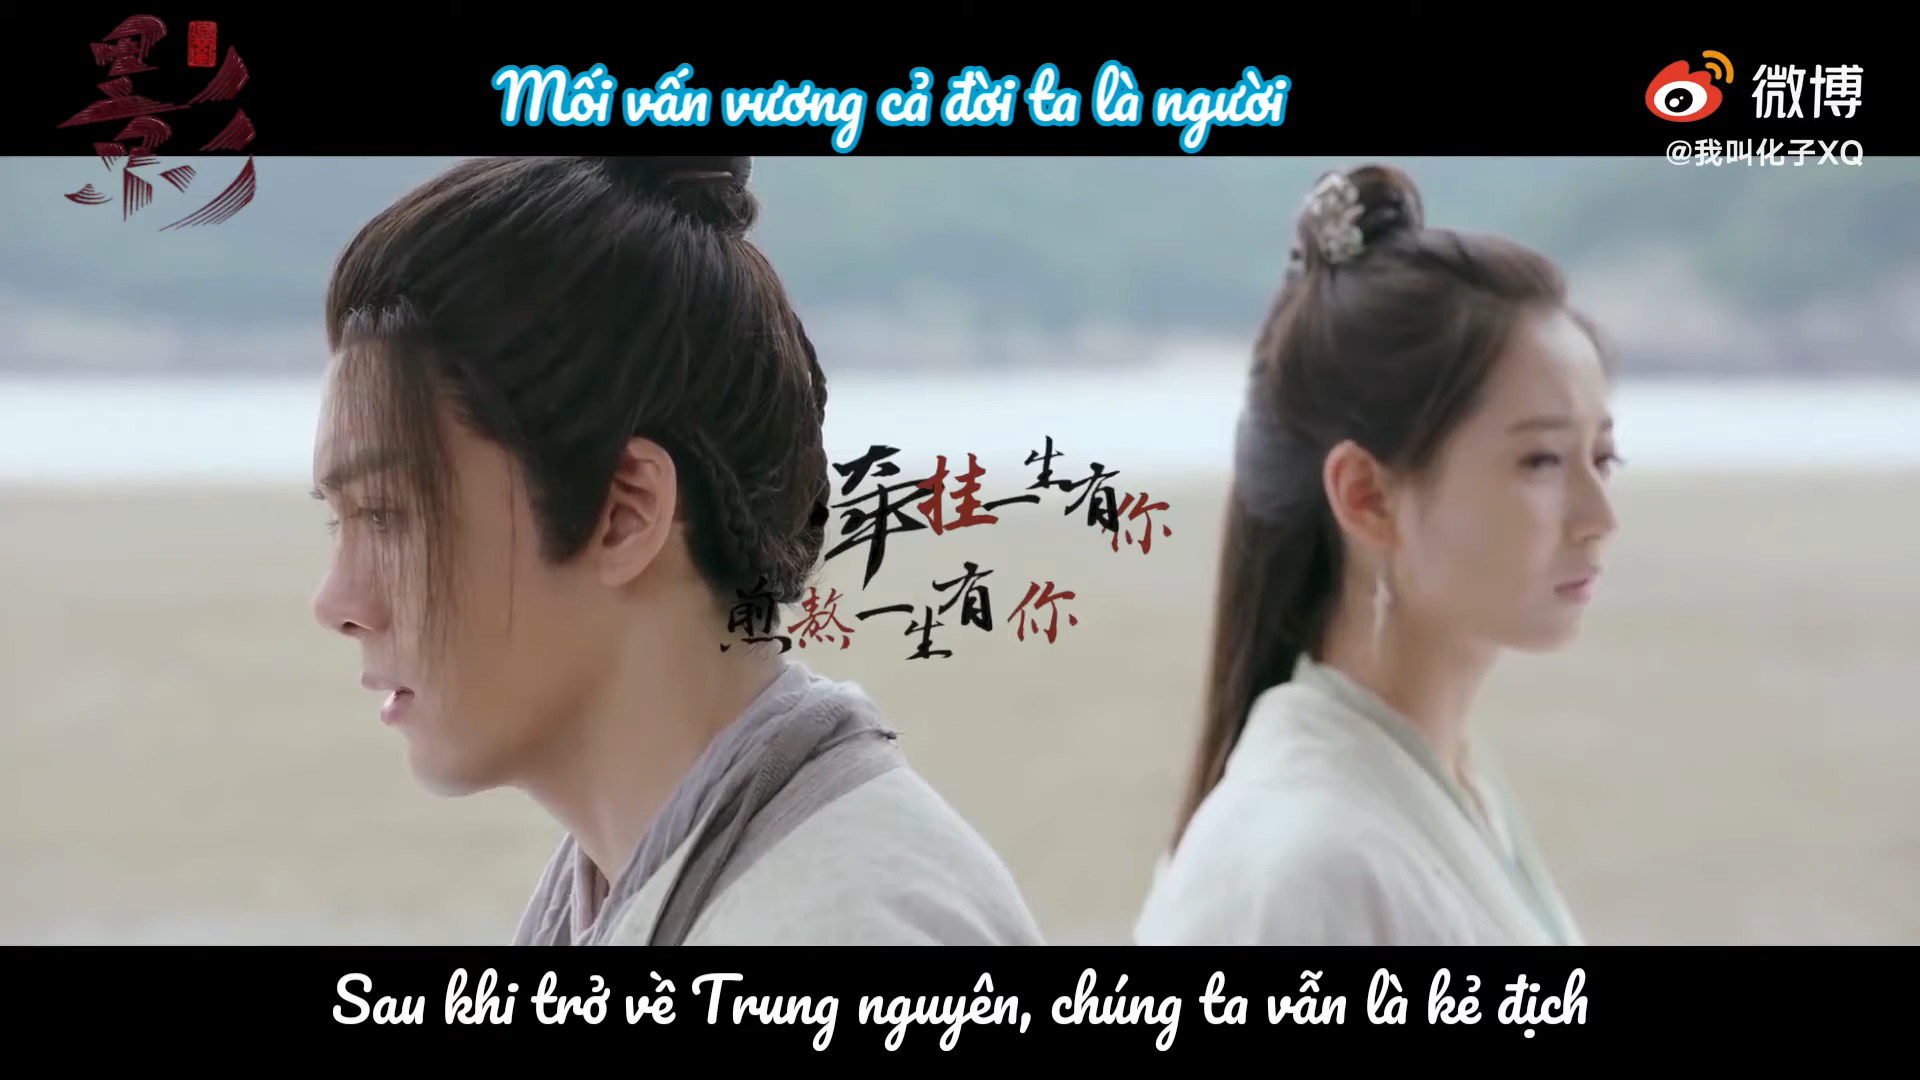 Mối vấn vương cả đời ta là người
微博
@我叫化子XQ
牵挂一生有你
煎熬一生有你
Sau khi trở về Trung nguyên, chúng ta vẫn là kẻ địch